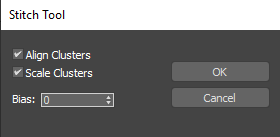 Stitch Tool
Align Clusters
Scale Clusters
OK
Bias: 0
Cancel